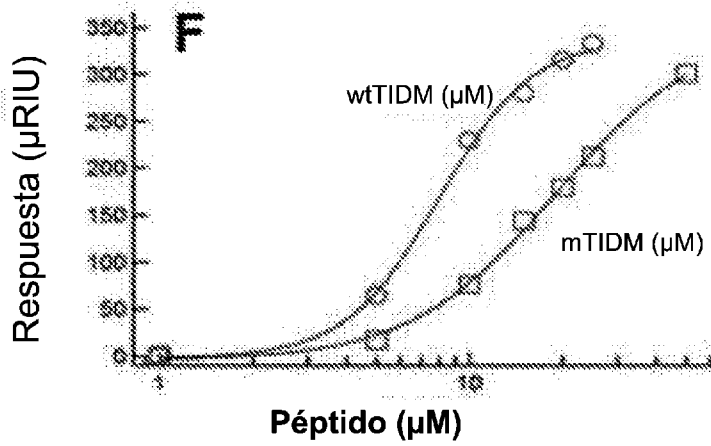 F
350
300
250
200
150
100
50
0
wtTIDM (µM)
mTIDM (µM)
Respuesta (µRIU)
1
10
Péptido (µM)